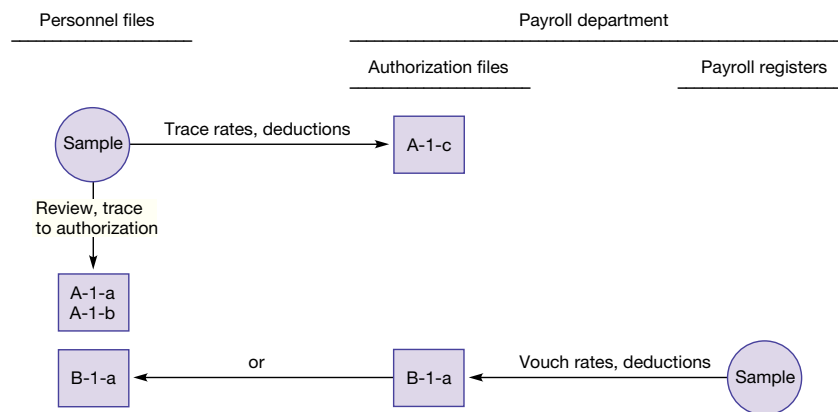 Personnel files
Payroll department
Authorization files
Payroll registers
Sample
Trace rates, deductions
A-1-c
Review, trace
to authorization
A-1-a
A-1-b
B-1-a
or
B-1-a
Vouch rates, deductions
Sample